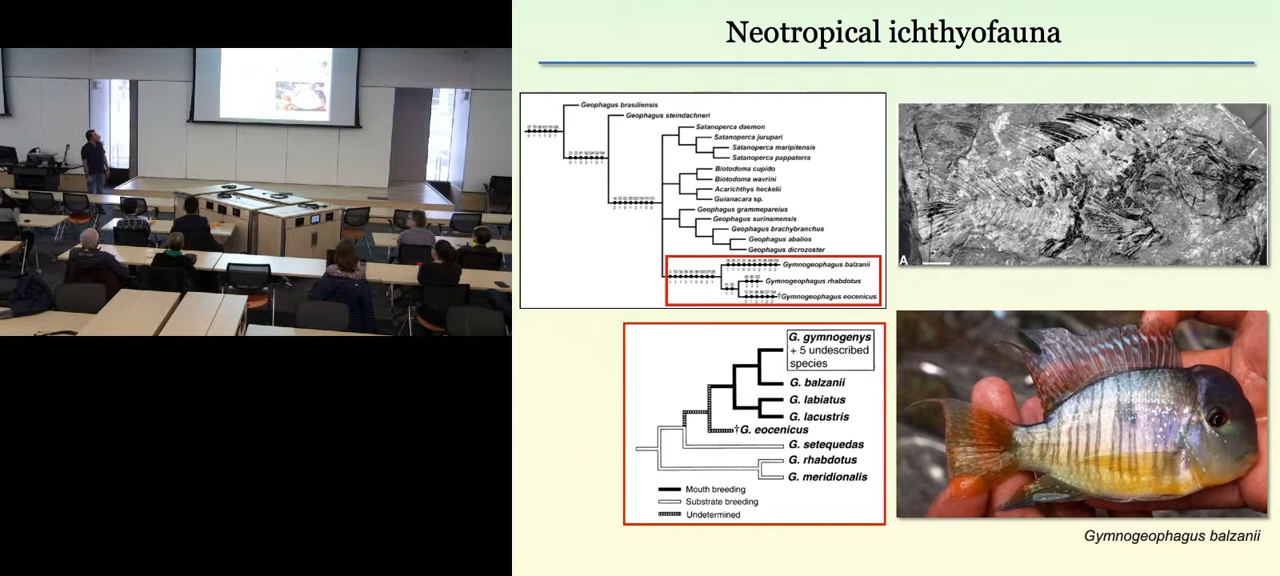 Neotropical ichthyofauna
Geophagus brasiliensis
Geophagus steindachneri
Satanoperca daemon
Satanoperca jurupari
Satanoperca maripitensis
Satanoperca pappaterra
Biotodoma cupido
Biotodoma wavrini
Acarichthys heckelii
Guianacara sp.
Geophagus grammepareius
Geophagus surinamensis
Geophagus brachybranchus
Geophagus abalios
Geophagus dicrozoster
Gymnogeophagus balzanii
Gymnogeophagus rhabdotus
†Gymnogeophagus eocenicus
A
G. gymnogenys
+ 5 undescribed
species
G. balzanii
G. labiatus
G. lacustris
†G. eocenicus
G. setequedas
G. rhabdotus
G. meridionalis
Mouth breeding
Substrate breeding
Undetermined
Gymnogeophagus balzanii